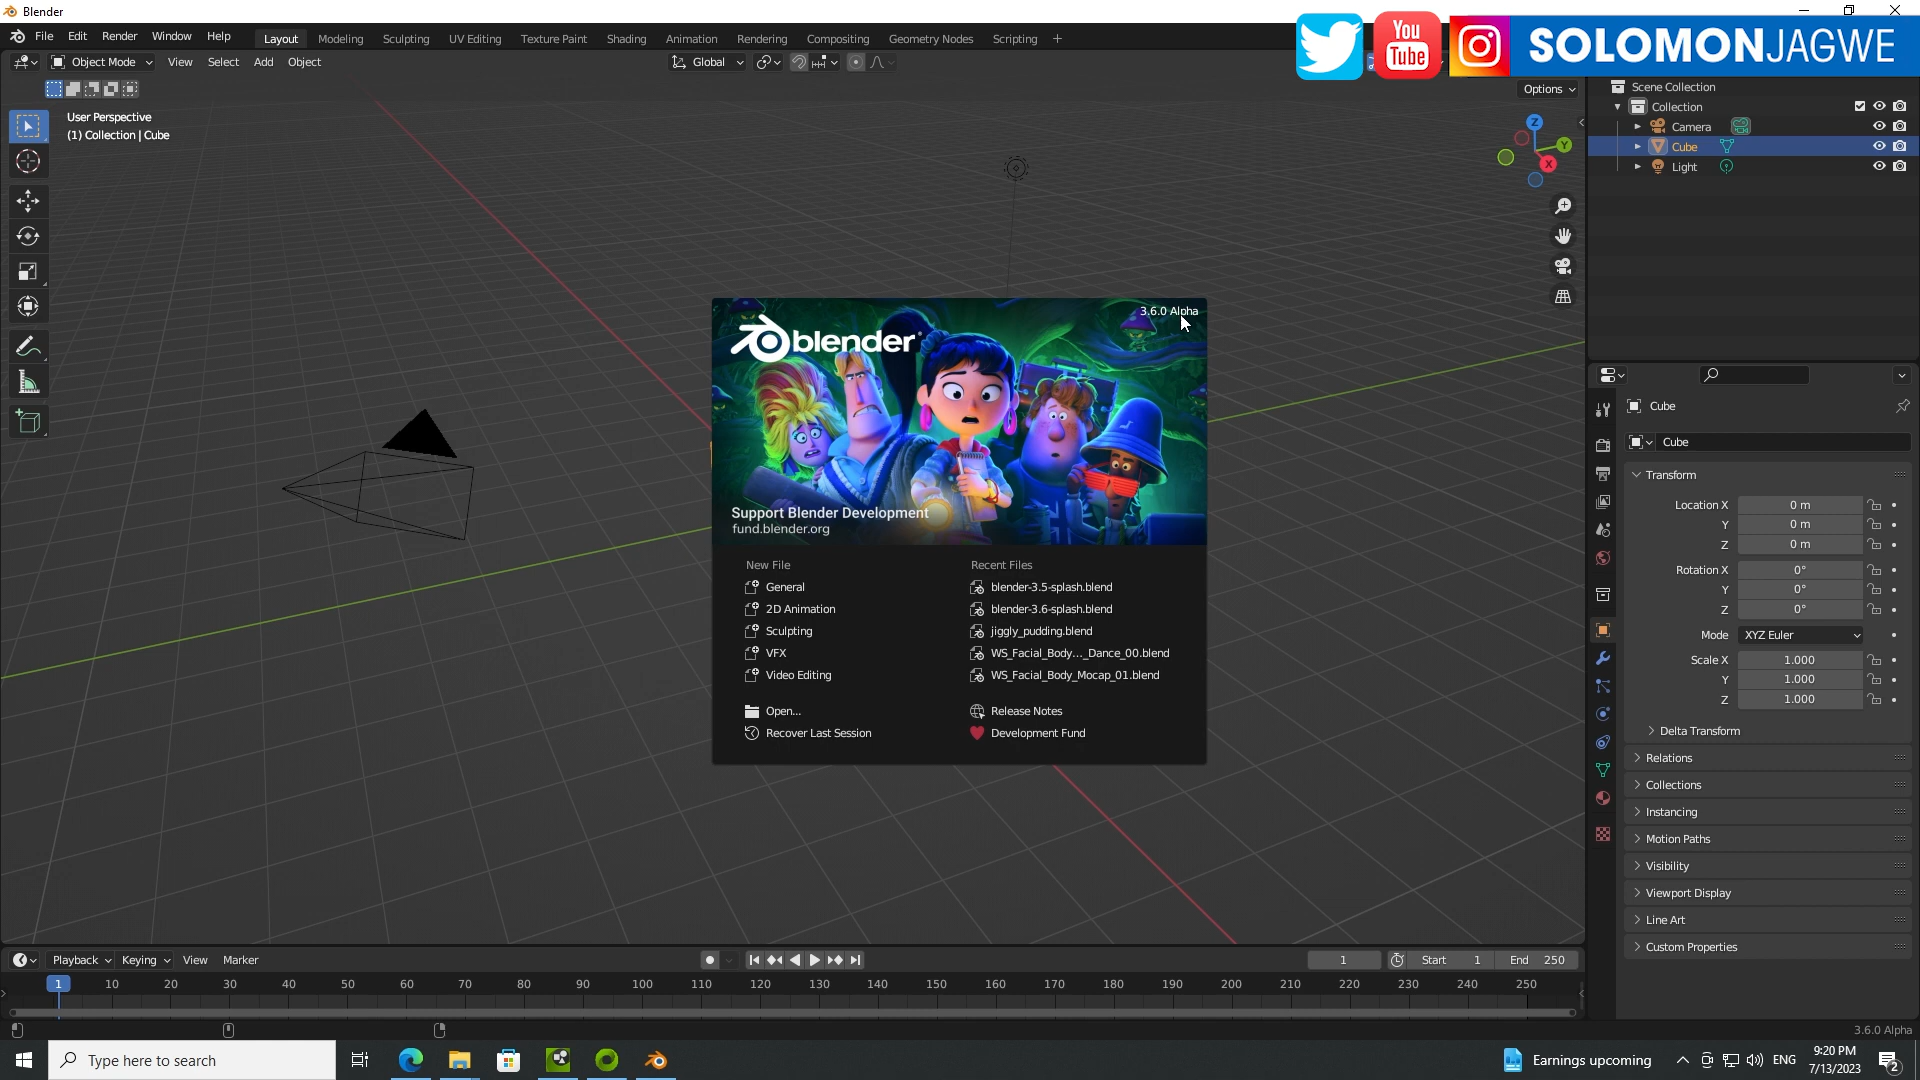 Blender
File Edit Render Window Help Layout Modeling Sculpting UV Editing Texture Paint Shading Animation Rendering Compositing Geometry Nodes Scripting +
You Tube
SOLOMONJAGWE
Object Mode View Select Add Object Global
Options
User Perspective
(1) Collection | Cube
Z
Y
X
Scene Collection
Collection
Camera
Cube
Light
3.6.0 Alpha
blender
Support Blender Development
fund.blender.org
New File
General
2D Animation
Sculpting
VFX
Video Editing
Open...
Recover Last Session
Recent Files
blender-3.5-splash.blend
blender-3.6-splash.blend
jiggly_pudding.blend
WS_Facial_Body..._Dance_00.blend
WS_Facial_Body_Mocap_01.blend
Release Notes
Development Fund
Cube
Cube
Transform
Location X 0 m
Y 0 m
Z 0 m
Rotation X 0°
Y 0°
Z 0°
Mode XYZ Euler
Scale X 1.000
Y 1.000
Z 1.000
Delta Transform
Relations
Collections
Instancing
Motion Paths
Visibility
Viewport Display
Line Art
Custom Properties
Playback Keying View Marker 1 Start 1 End 250
1 10 20 30 40 50 60 70 80 90 100 110 120 130 140 150 160 170 180 190 200 210 220 230 240 250
3.6.0 Alpha
Type here to search
Earnings upcoming
ENG
9:20 PM
7/13/2023
2